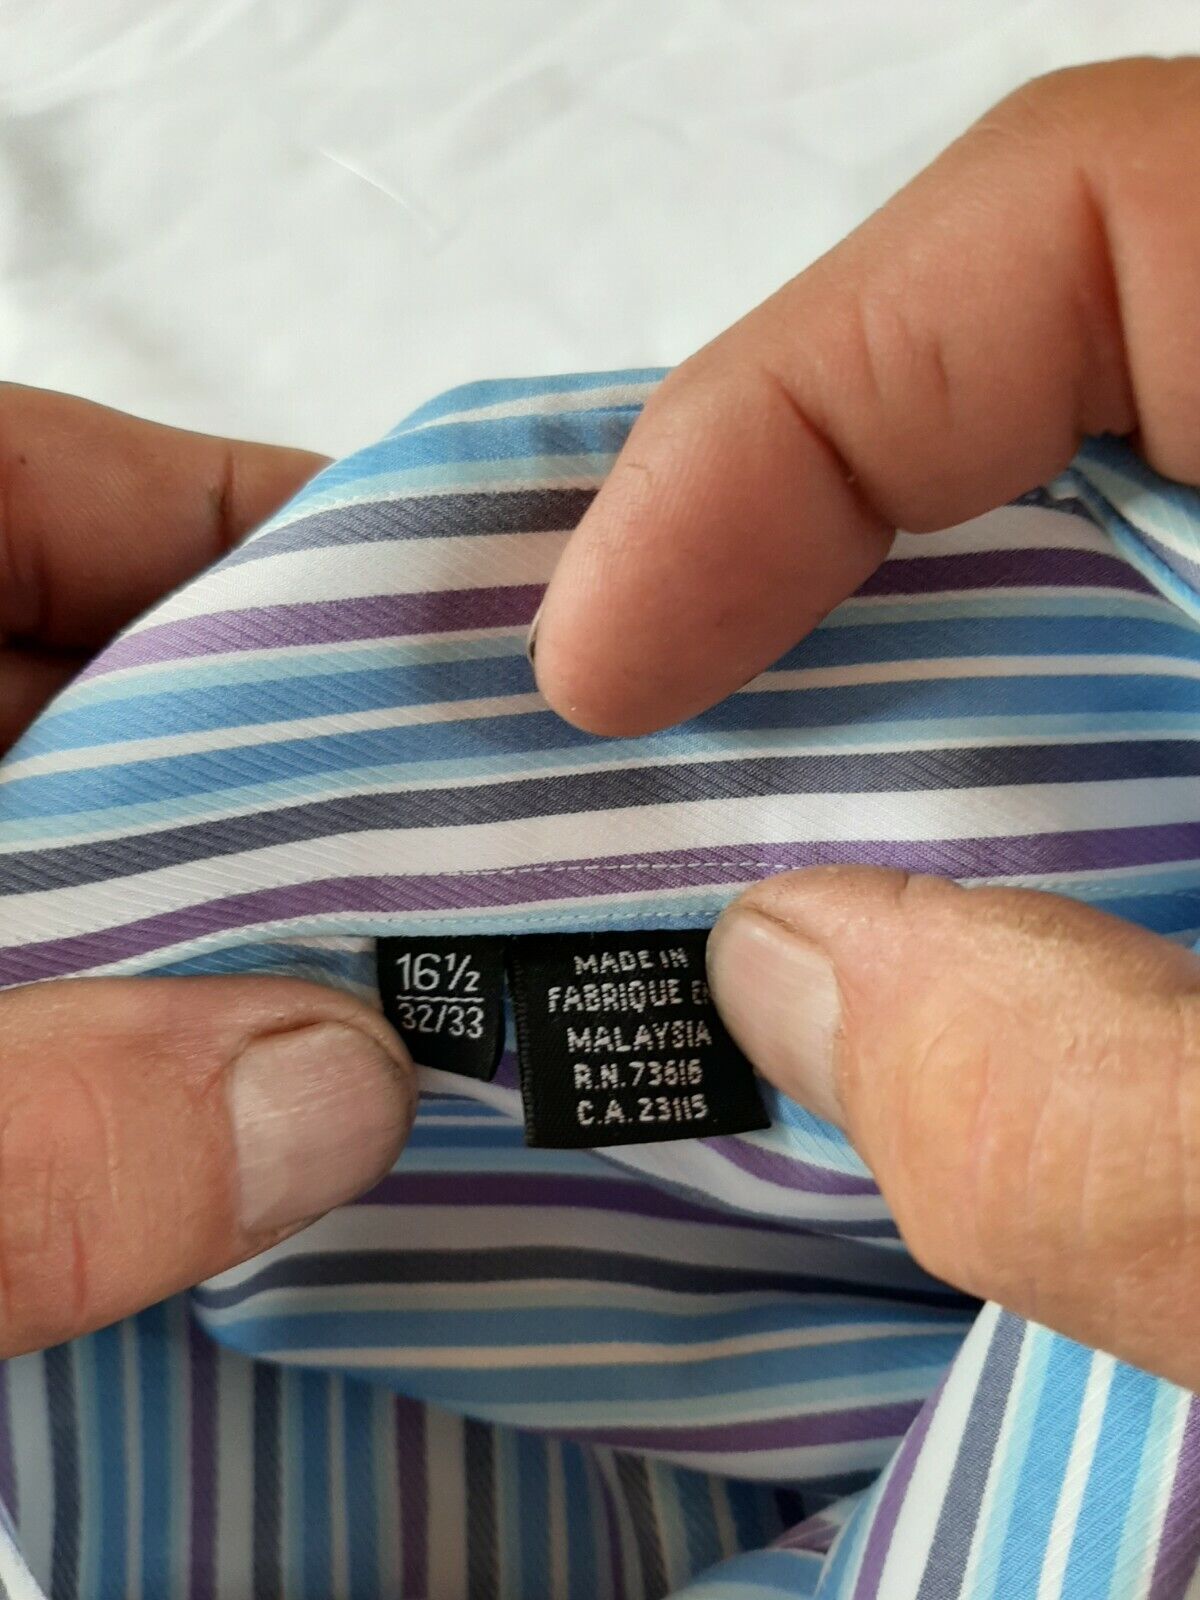 16½
32/33
MADE IN
FABRIQUE
MALAYSIA
R.N. 73616
C.A. 23115